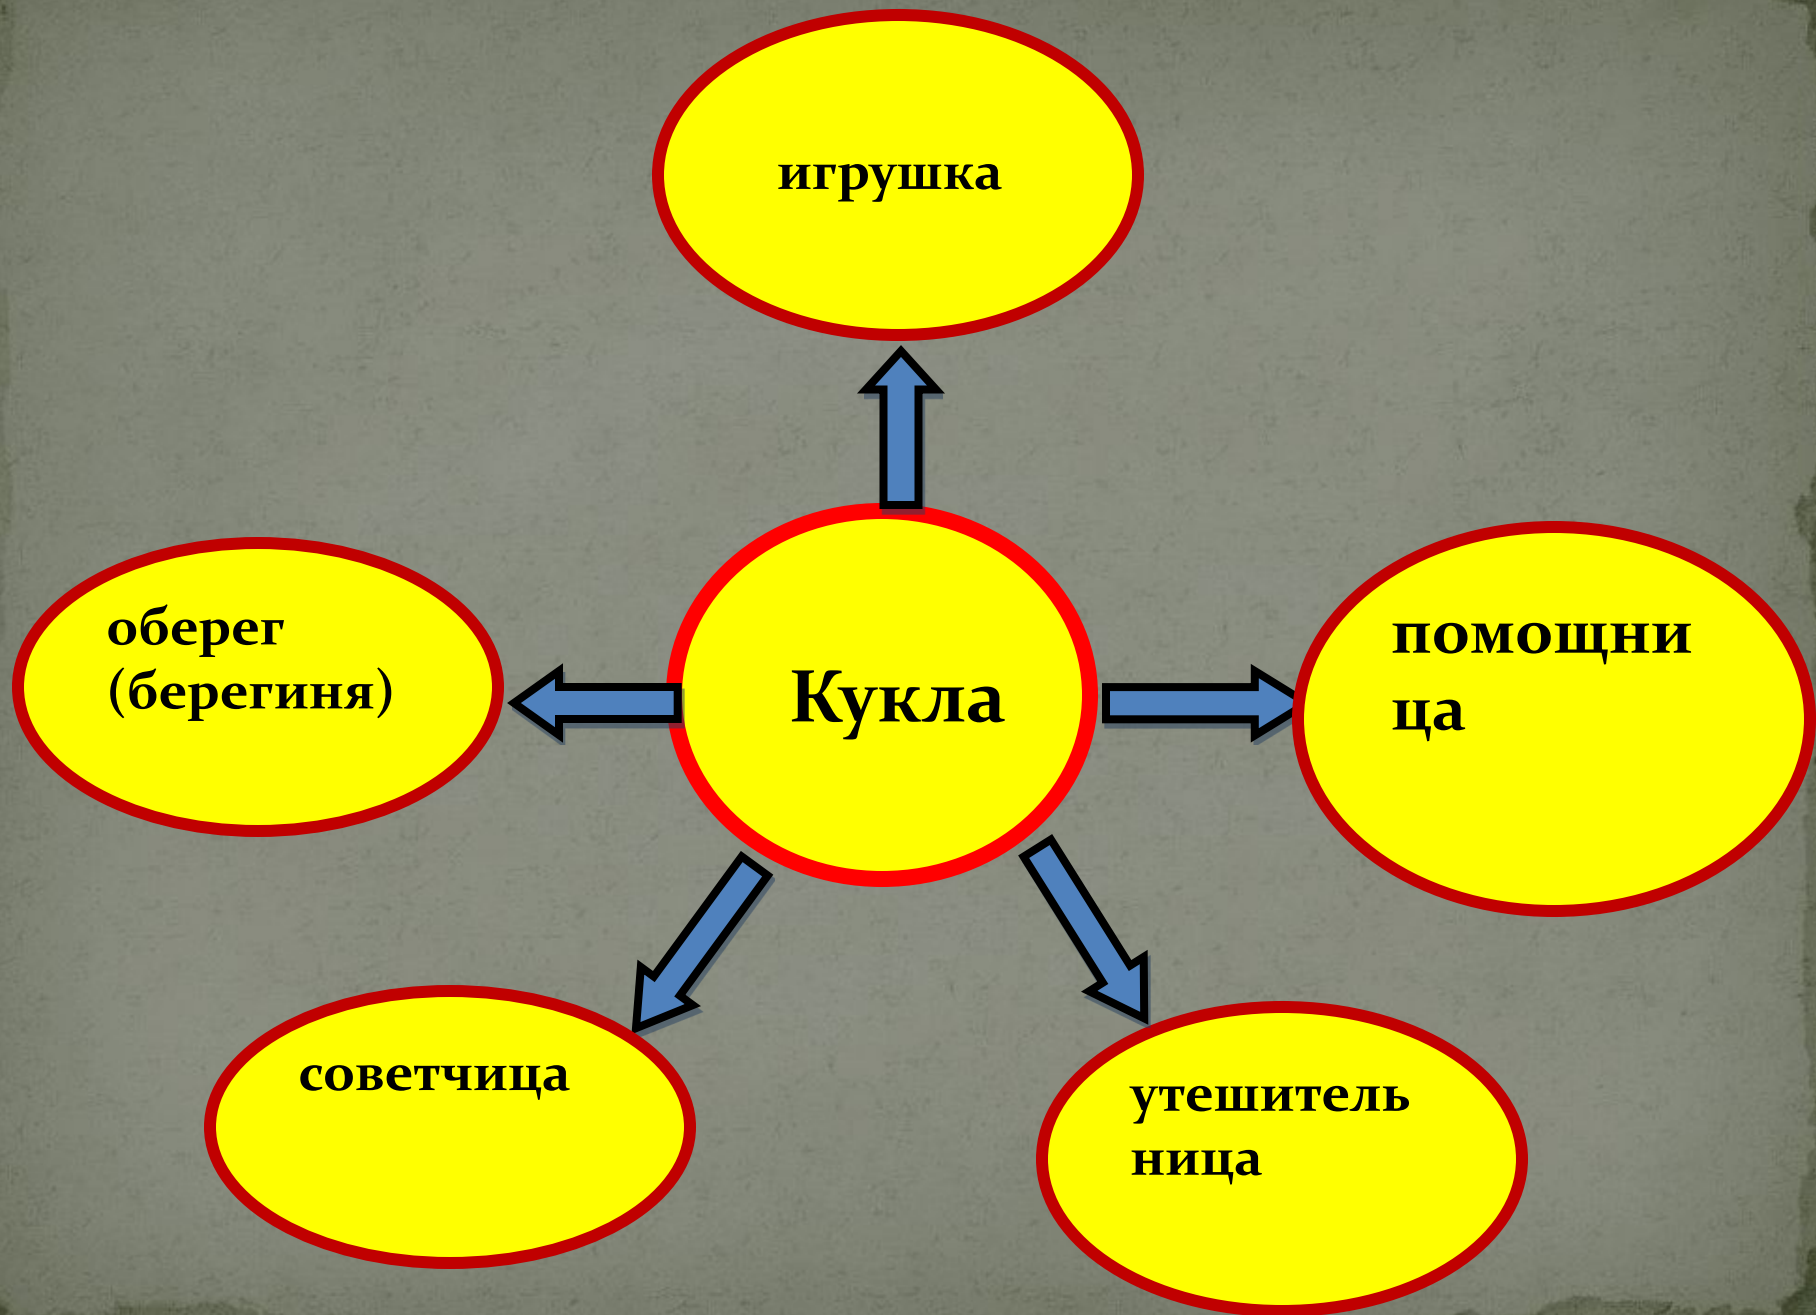 игрушка
оберег
(берегиня)
Кукла
помощни
ца
советчица
утешитель
ница